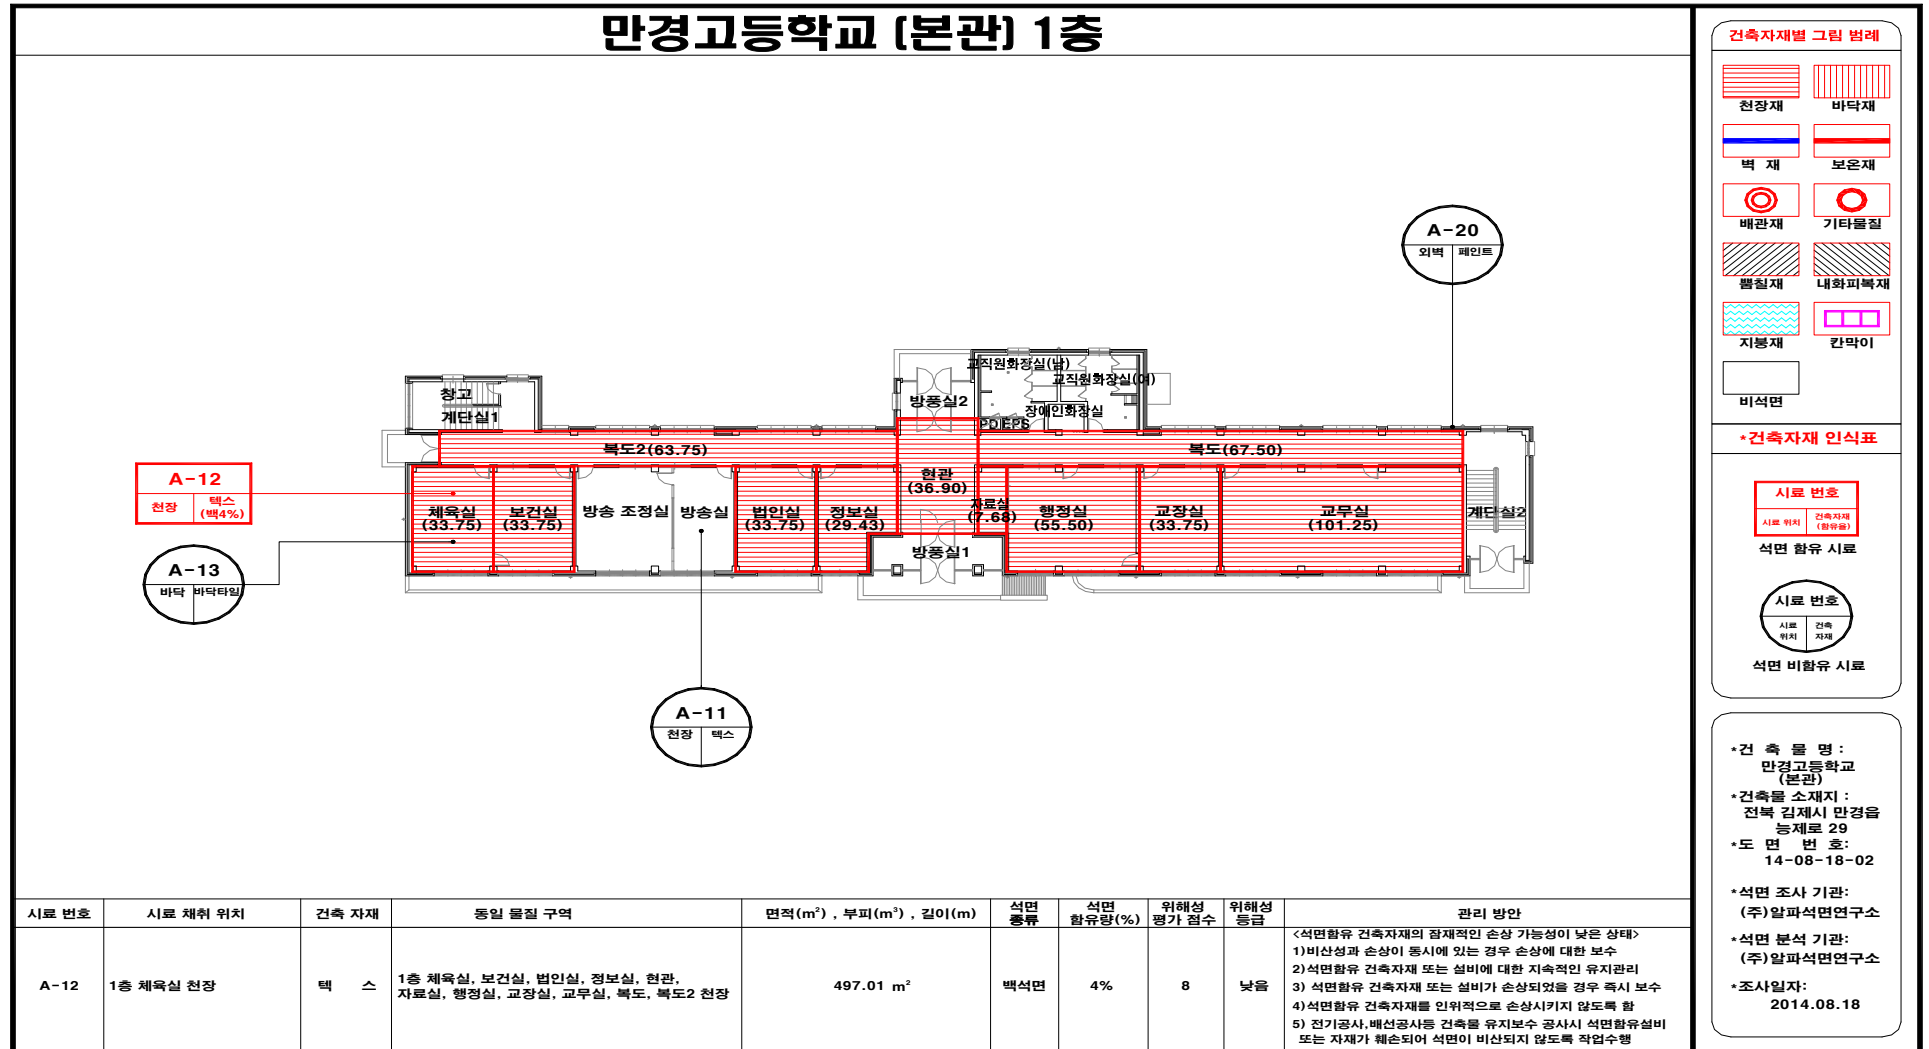 만경고등학교 (본관) 1층
건축자재별 그림 범례
천장재 바닥재
벽 재 보온재
배관재 기타물질
뿜칠재 내화피복재
지붕재 칸막이
비석면
*건축자재 인식표
시료 번호
시료 위치 건축자재
(함유율)
석면 함유 시료
시료 번호
시료 건축
위치 자재
석면 비함유 시료
*건 축 물 명 :
만경고등학교
(본관)
*건축물 소재지 :
전북 김제시 만경읍
능제로 29
*도 면 번 호:
14-08-18-02
*석면 조사 기관:
(주)알파석면연구소
*석면 분석 기관:
(주)알파석면연구소
*조사일자:
2014.08.18
A-20
외벽 페인트
교직원화장실(남)
교직원화장실(여)
창고
방풍실2
장애인화장실
계단실1
PD EPS
복도2(63.75)
복도(67.50)
A-12
천장 텍스
(백4%)
현관
(36.90)
자료실
(7.68)
체육실
(33.75)
보건실
(33.75)
방송 조정실
방송실
법인실
(33.75)
정보실
(29.43)
행정실
(55.50)
교장실
(33.75)
교무실
(101.25)
계단실2
방풍실1
A-13
바닥 바닥타일
A-11
천장 텍스
시료 번호 시료 채취 위치 건축 자재 동일 물질 구역 면적(m²) , 부피(m³) , 길이(m) 석면 종류 석면 함유량(%) 위해성 평가 점수 위해성 등급 관리 방안
A-12 1층 체육실 천장 텍 스 1층 체육실, 보건실, 법인실, 정보실, 현관,
자료실, 행정실, 교장실, 교무실, 복도, 복도2 천장
497.01 m² 백석면 4% 8 낮음
<석면함유 건축자재의 잠재적인 손상 가능성이 낮은 상태>
1)비산성과 손상이 동시에 있는 경우 손상에 대한 보수
2)석면함유 건축자재 또는 설비에 대한 지속적인 유지관리
3) 석면함유 건축자재 또는 설비가 손상되었을 경우 즉시 보수
4)석면함유 건축자재를 인위적으로 손상시키지 않도록 함
5) 전기공사,배선공사등 건축물 유지보수 공사시 석면함유설비
또는 자재가 훼손되어 석면이 비산되지 않도록 작업수행